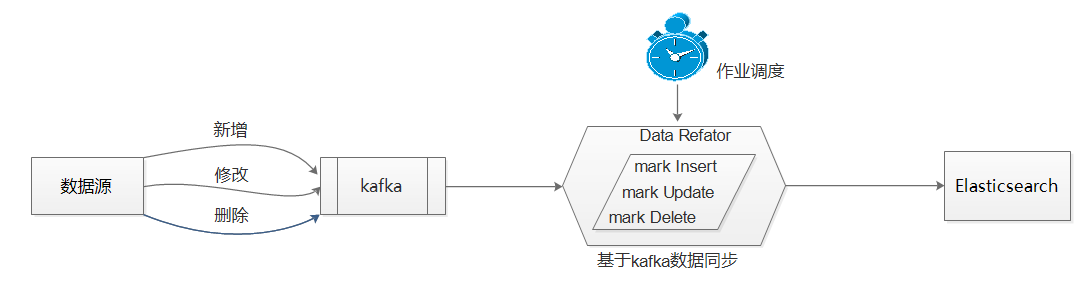 作业调度
新增
修改
删除
数据源
kafka
Data Refator
mark Insert
mark Update
mark Delete
基于kafka数据同步
Elasticsearch